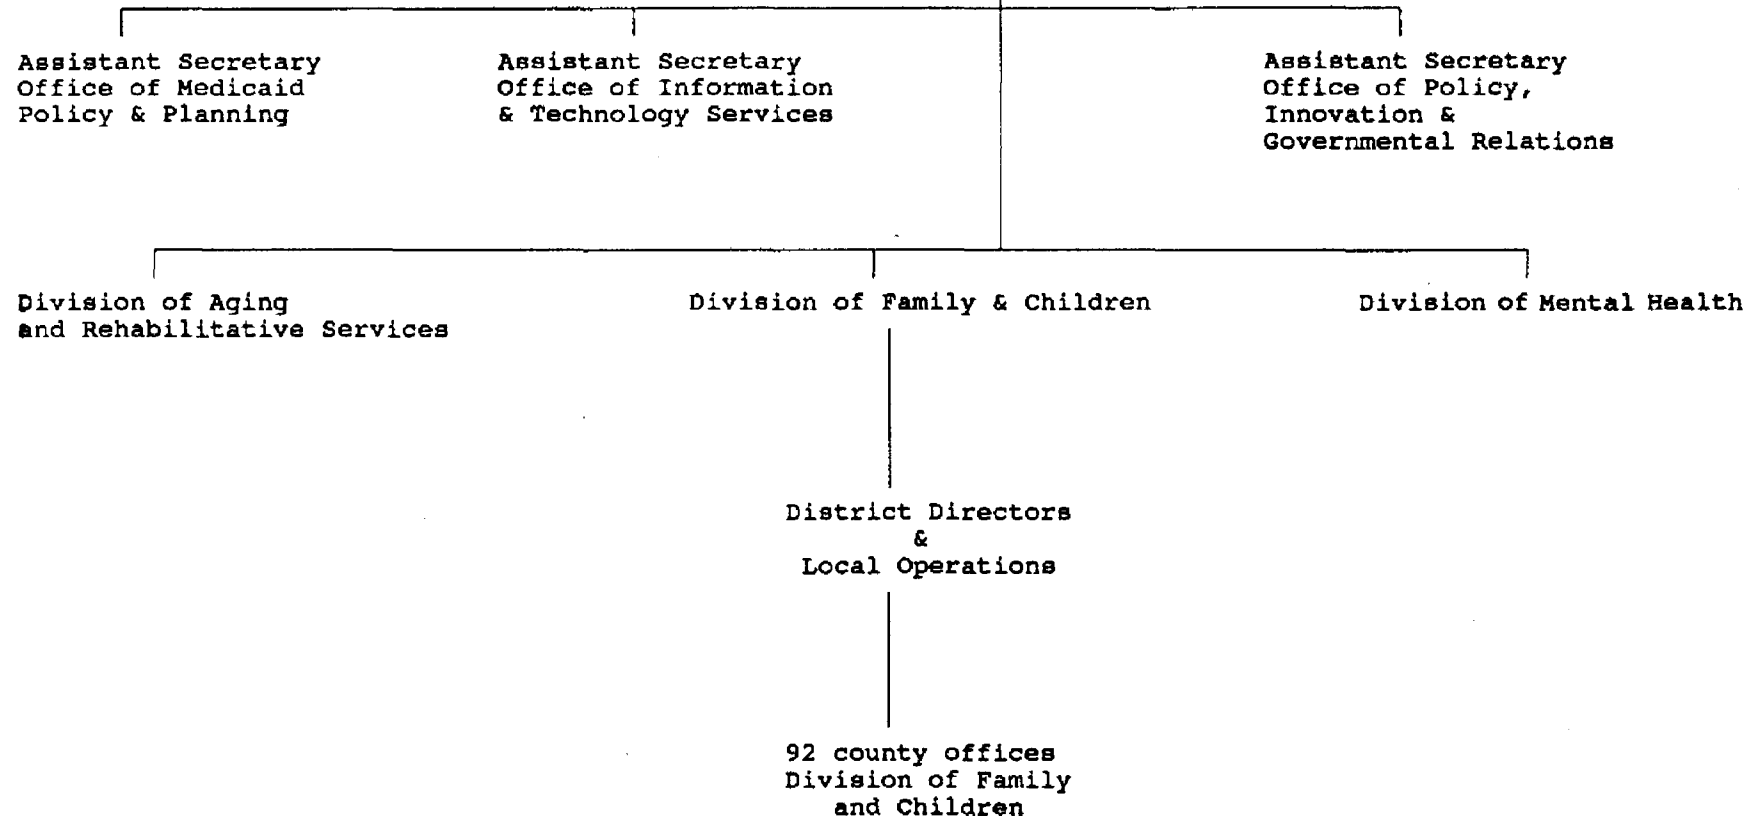 Assistant Secretary
Office of Medicaid
Policy & Planning
Assistant Secretary
Office of Information
& Technology Services
Assistant Secretary
Office of Policy,
Innovation &
Governmental Relations
Division of Aging
and Rehabilitative Services
Division of Family & Children
Division of Mental Health
District Directors
&
Local Operations
92 county offices
Division of Family
and Children